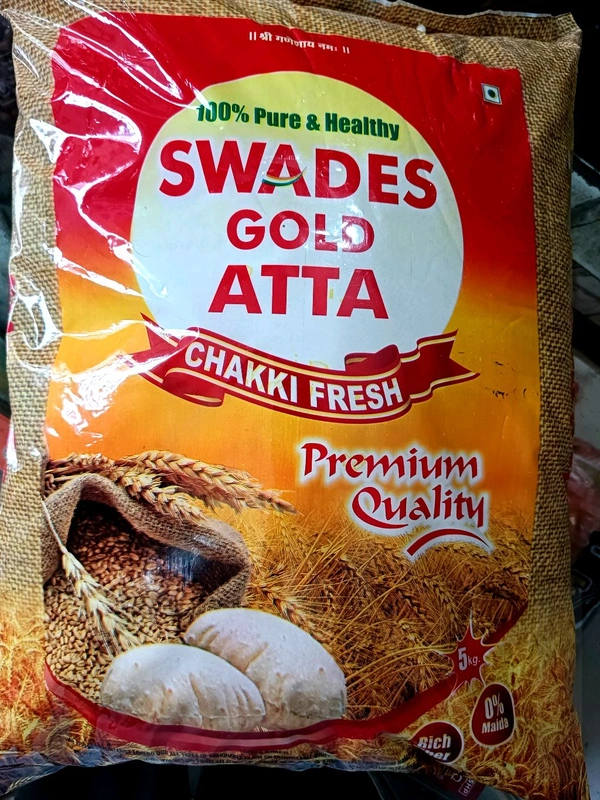 || श्री गणेशाय नमः ||
100% Pure & Healthy
SWADES
GOLD
ATTA
CHAKKI FRESH
Premium
Quality
5kg.
0%
Maida
Rich